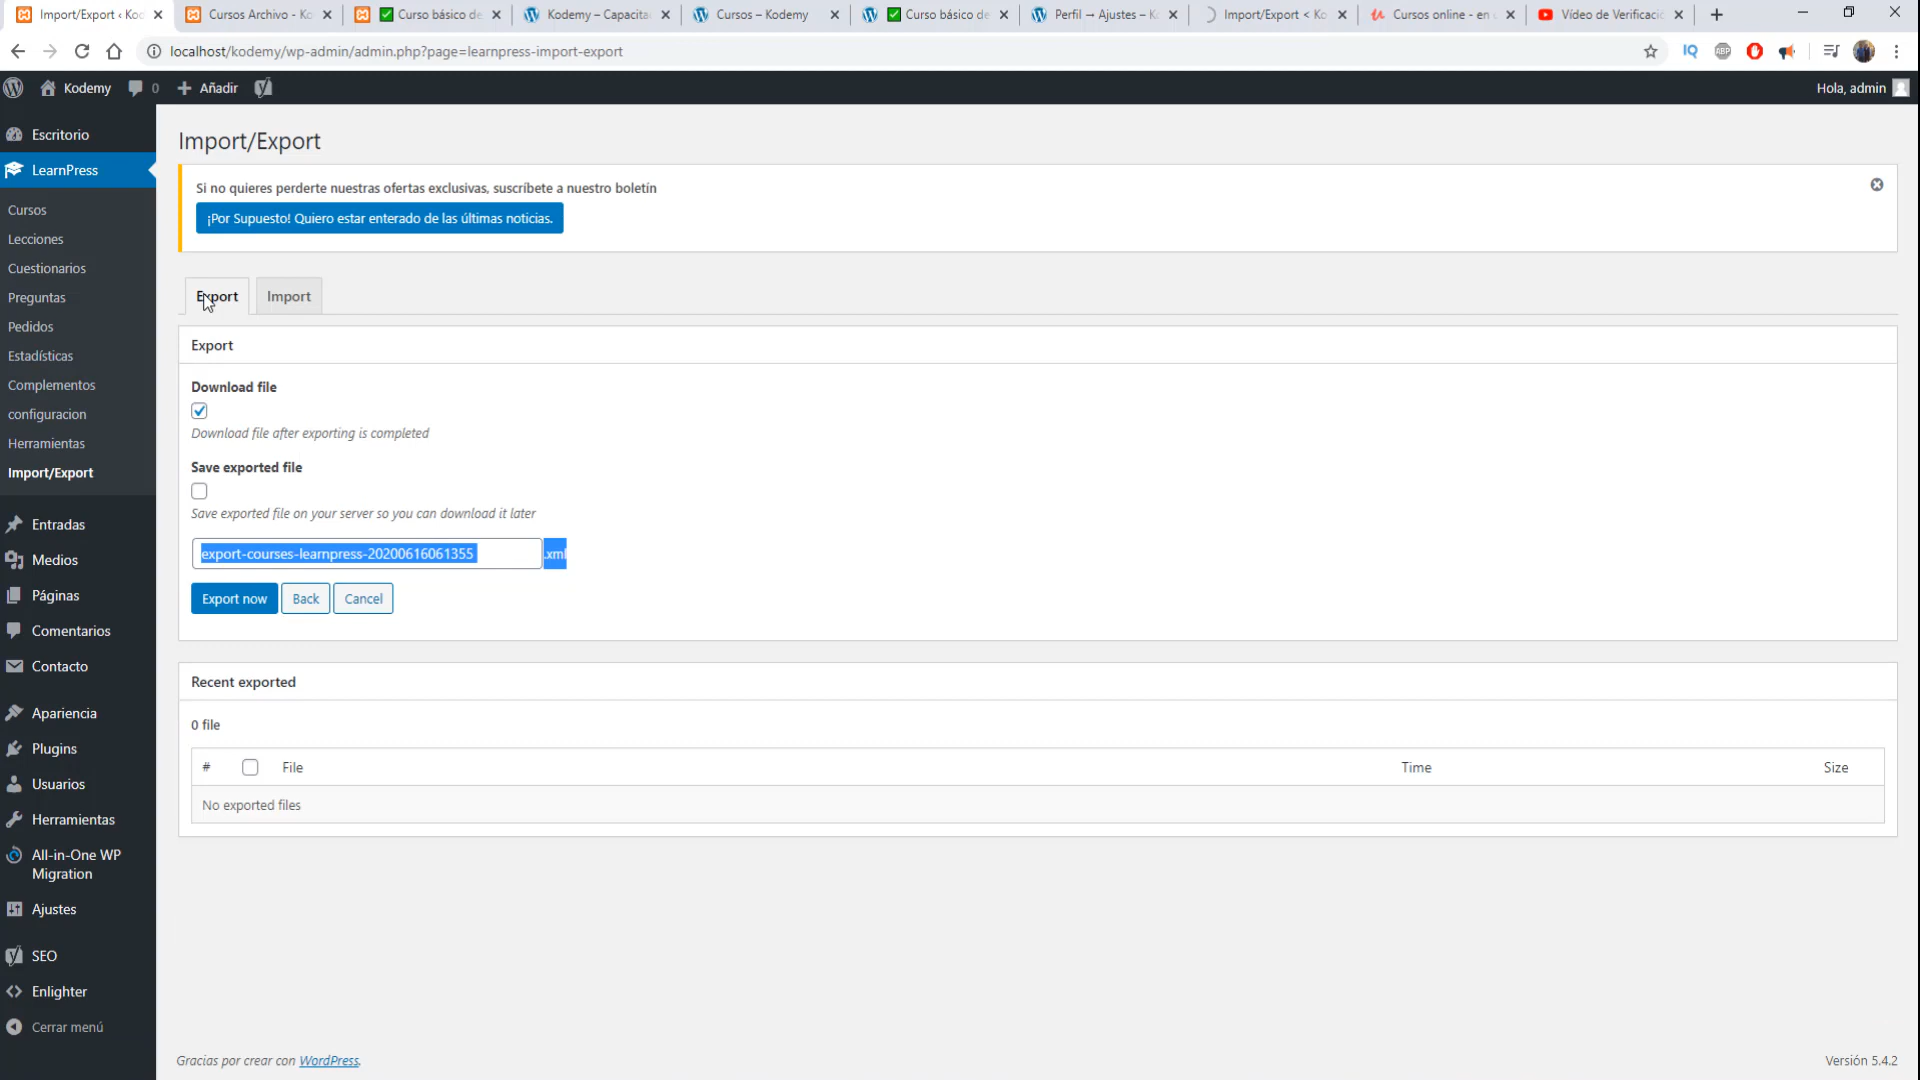 Import/Export ‹ Kod
Cursos Archivo - Ko
Curso básico de
Kodemy – Capacita
Cursos – Kodemy
Curso básico de
Perfil → Ajustes – K
Import/Export < Ko
Cursos online - en
Vídeo de Verificació
localhost/kodemy/wp-admin/admin.php?page=learnpress-import-export
IQ
ABP
Kodemy
0
Añadir
Hola, admin
Escritorio
LearnPress
Cursos
Lecciones
Cuestionarios
Preguntas
Pedidos
Estadísticas
Complementos
configuracion
Herramientas
Import/Export
Entradas
Medios
Páginas
Comentarios
Contacto
Apariencia
Plugins
Usuarios
Herramientas
All-in-One WP
Migration
Ajustes
SEO
Enlighter
Cerrar menú
Import/Export
Si no quieres perderte nuestras ofertas exclusivas, suscríbete a nuestro boletín
¡Por Supuesto! Quiero estar enterado de las últimas noticias.
Export
Import
Export
Download file
Download file after exporting is completed
Save exported file
Save exported file on your server so you can download it later
export-courses-learnpress-20200616061355 .xml
Export now
Back
Cancel
Recent exported
0 file
# File Time Size
No exported files
Gracias por crear con WordPress.
Versión 5.4.2